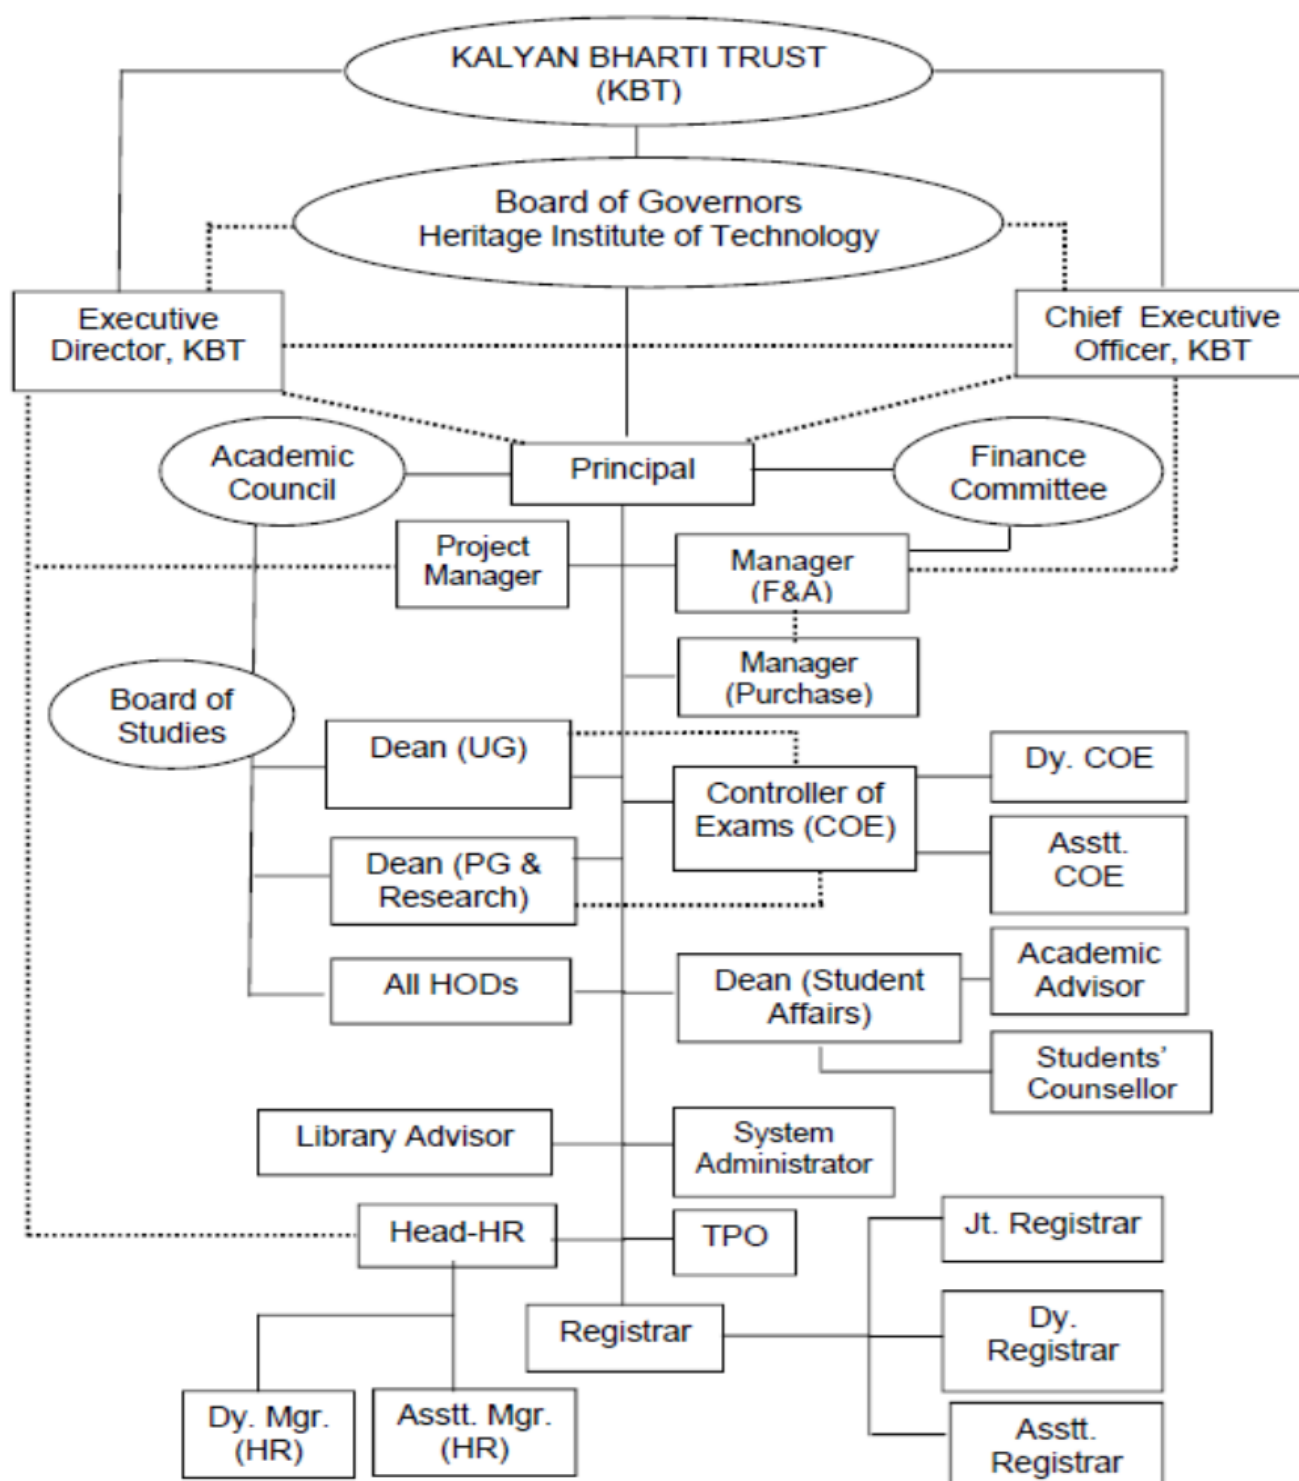 KALYAN BHARTI TRUST
(KBT)
Board of Governors
Heritage Institute of Technology
Executive
Director, KBT
Chief Executive
Officer, KBT
Academic
Council
Principal
Finance
Committee
Project
Manager
Manager
(F&A)
Manager
(Purchase)
Board of
Studies
Dean (UG)
Controller of
Exams (COE)
Dy. COE
Asstt.
COE
Dean (PG &
Research)
All HODs
Dean (Student
Affairs)
Academic
Advisor
Students'
Counsellor
Library Advisor
System
Administrator
Head-HR
TPO
Jt. Registrar
Registrar
Dy.
Registrar
Dy. Mgr.
(HR)
Asstt. Mgr.
(HR)
Asstt.
Registrar